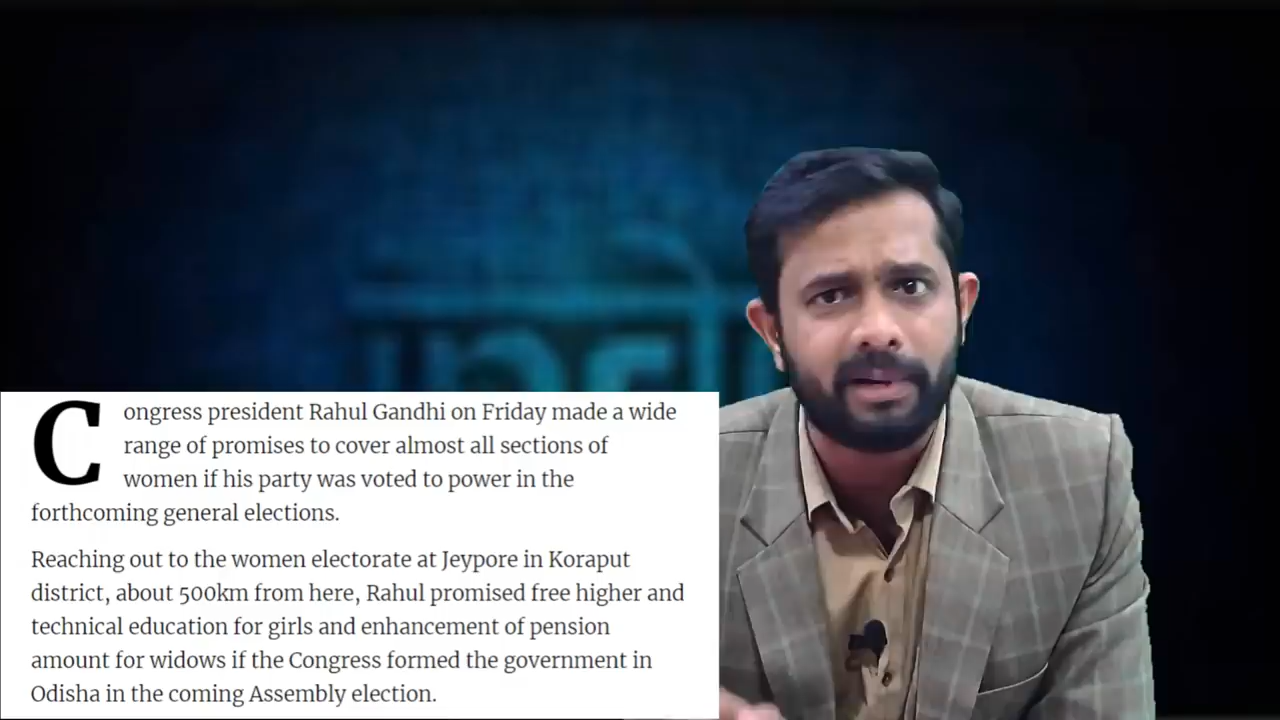 Congress president Rahul Gandhi on Friday made a wide
range of promises to cover almost all sections of
women if his party was voted to power in the
forthcoming general elections.
Reaching out to the women electorate at Jeypore in Koraput
district, about 500km from here, Rahul promised free higher and
technical education for girls and enhancement of pension
amount for widows if the Congress formed the government in
Odisha in the coming Assembly election.